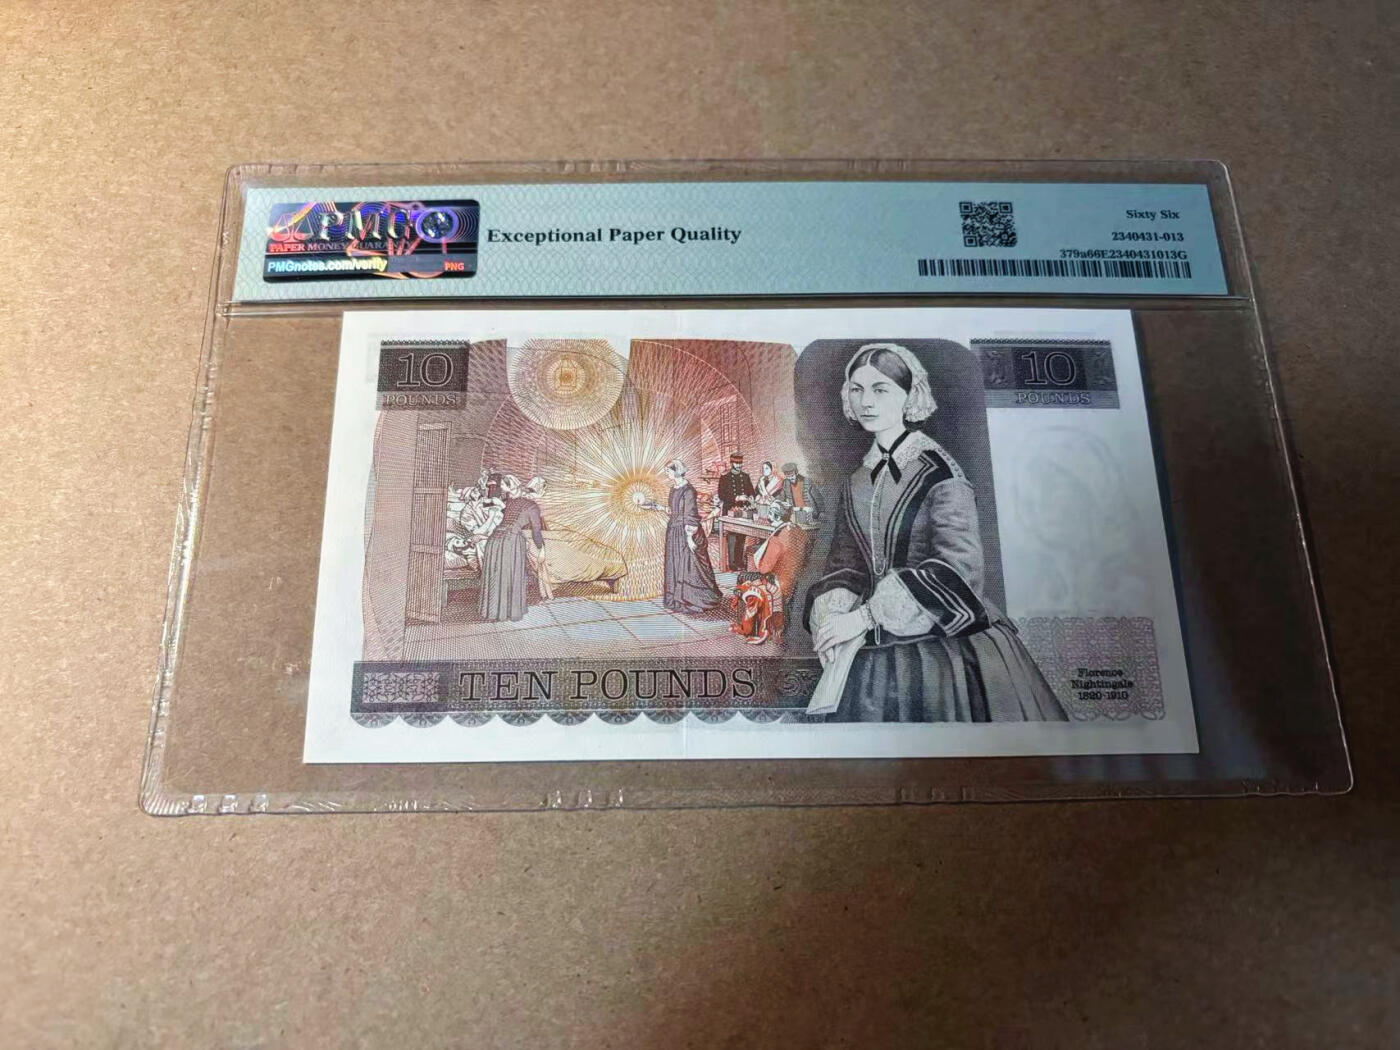 PMG
PAPER MONEY GUARANTY
PMGnotes.com/verify
PNG
Exceptional Paper Quality
Sixty Six
2340431-013
379a66E2340431013G
10
POUNDS
10
POUNDS
TEN POUNDS
Florence
Nightingale
1820-1910